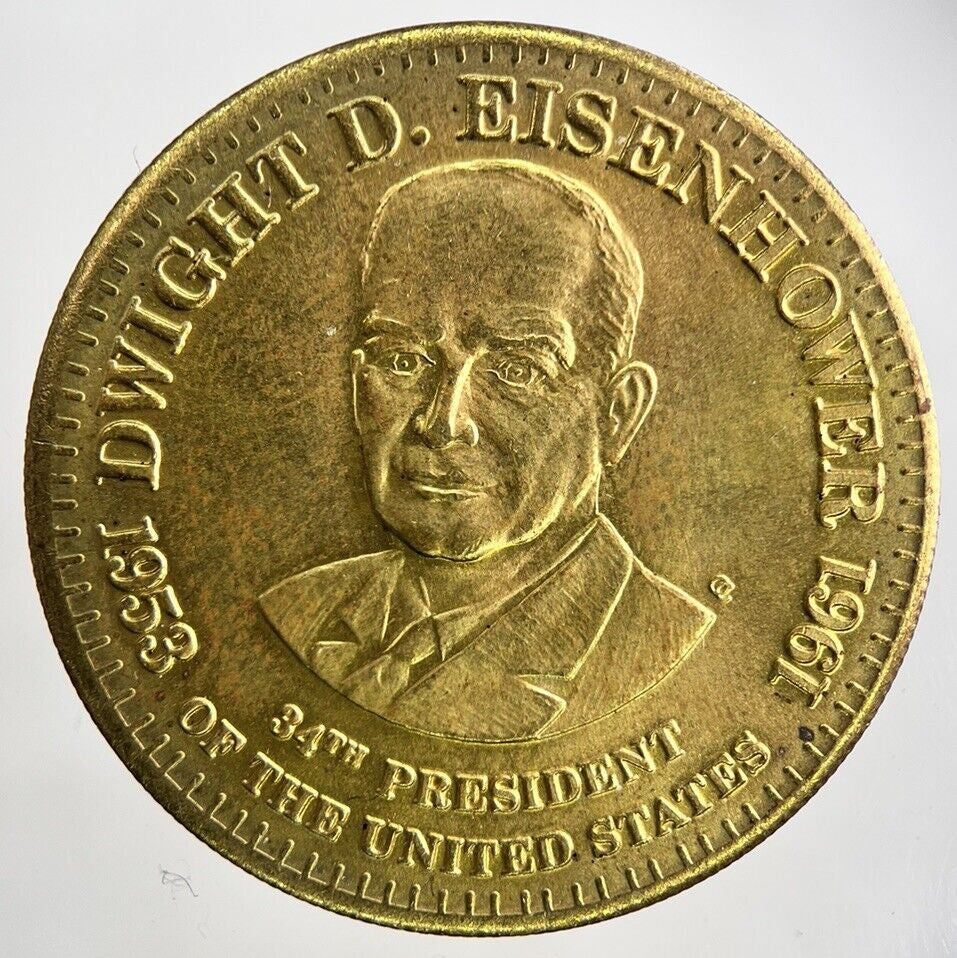 DWIGHT D. EISENHOWER
1953
1961
34TH PRESIDENT
OF THE UNITED STATES